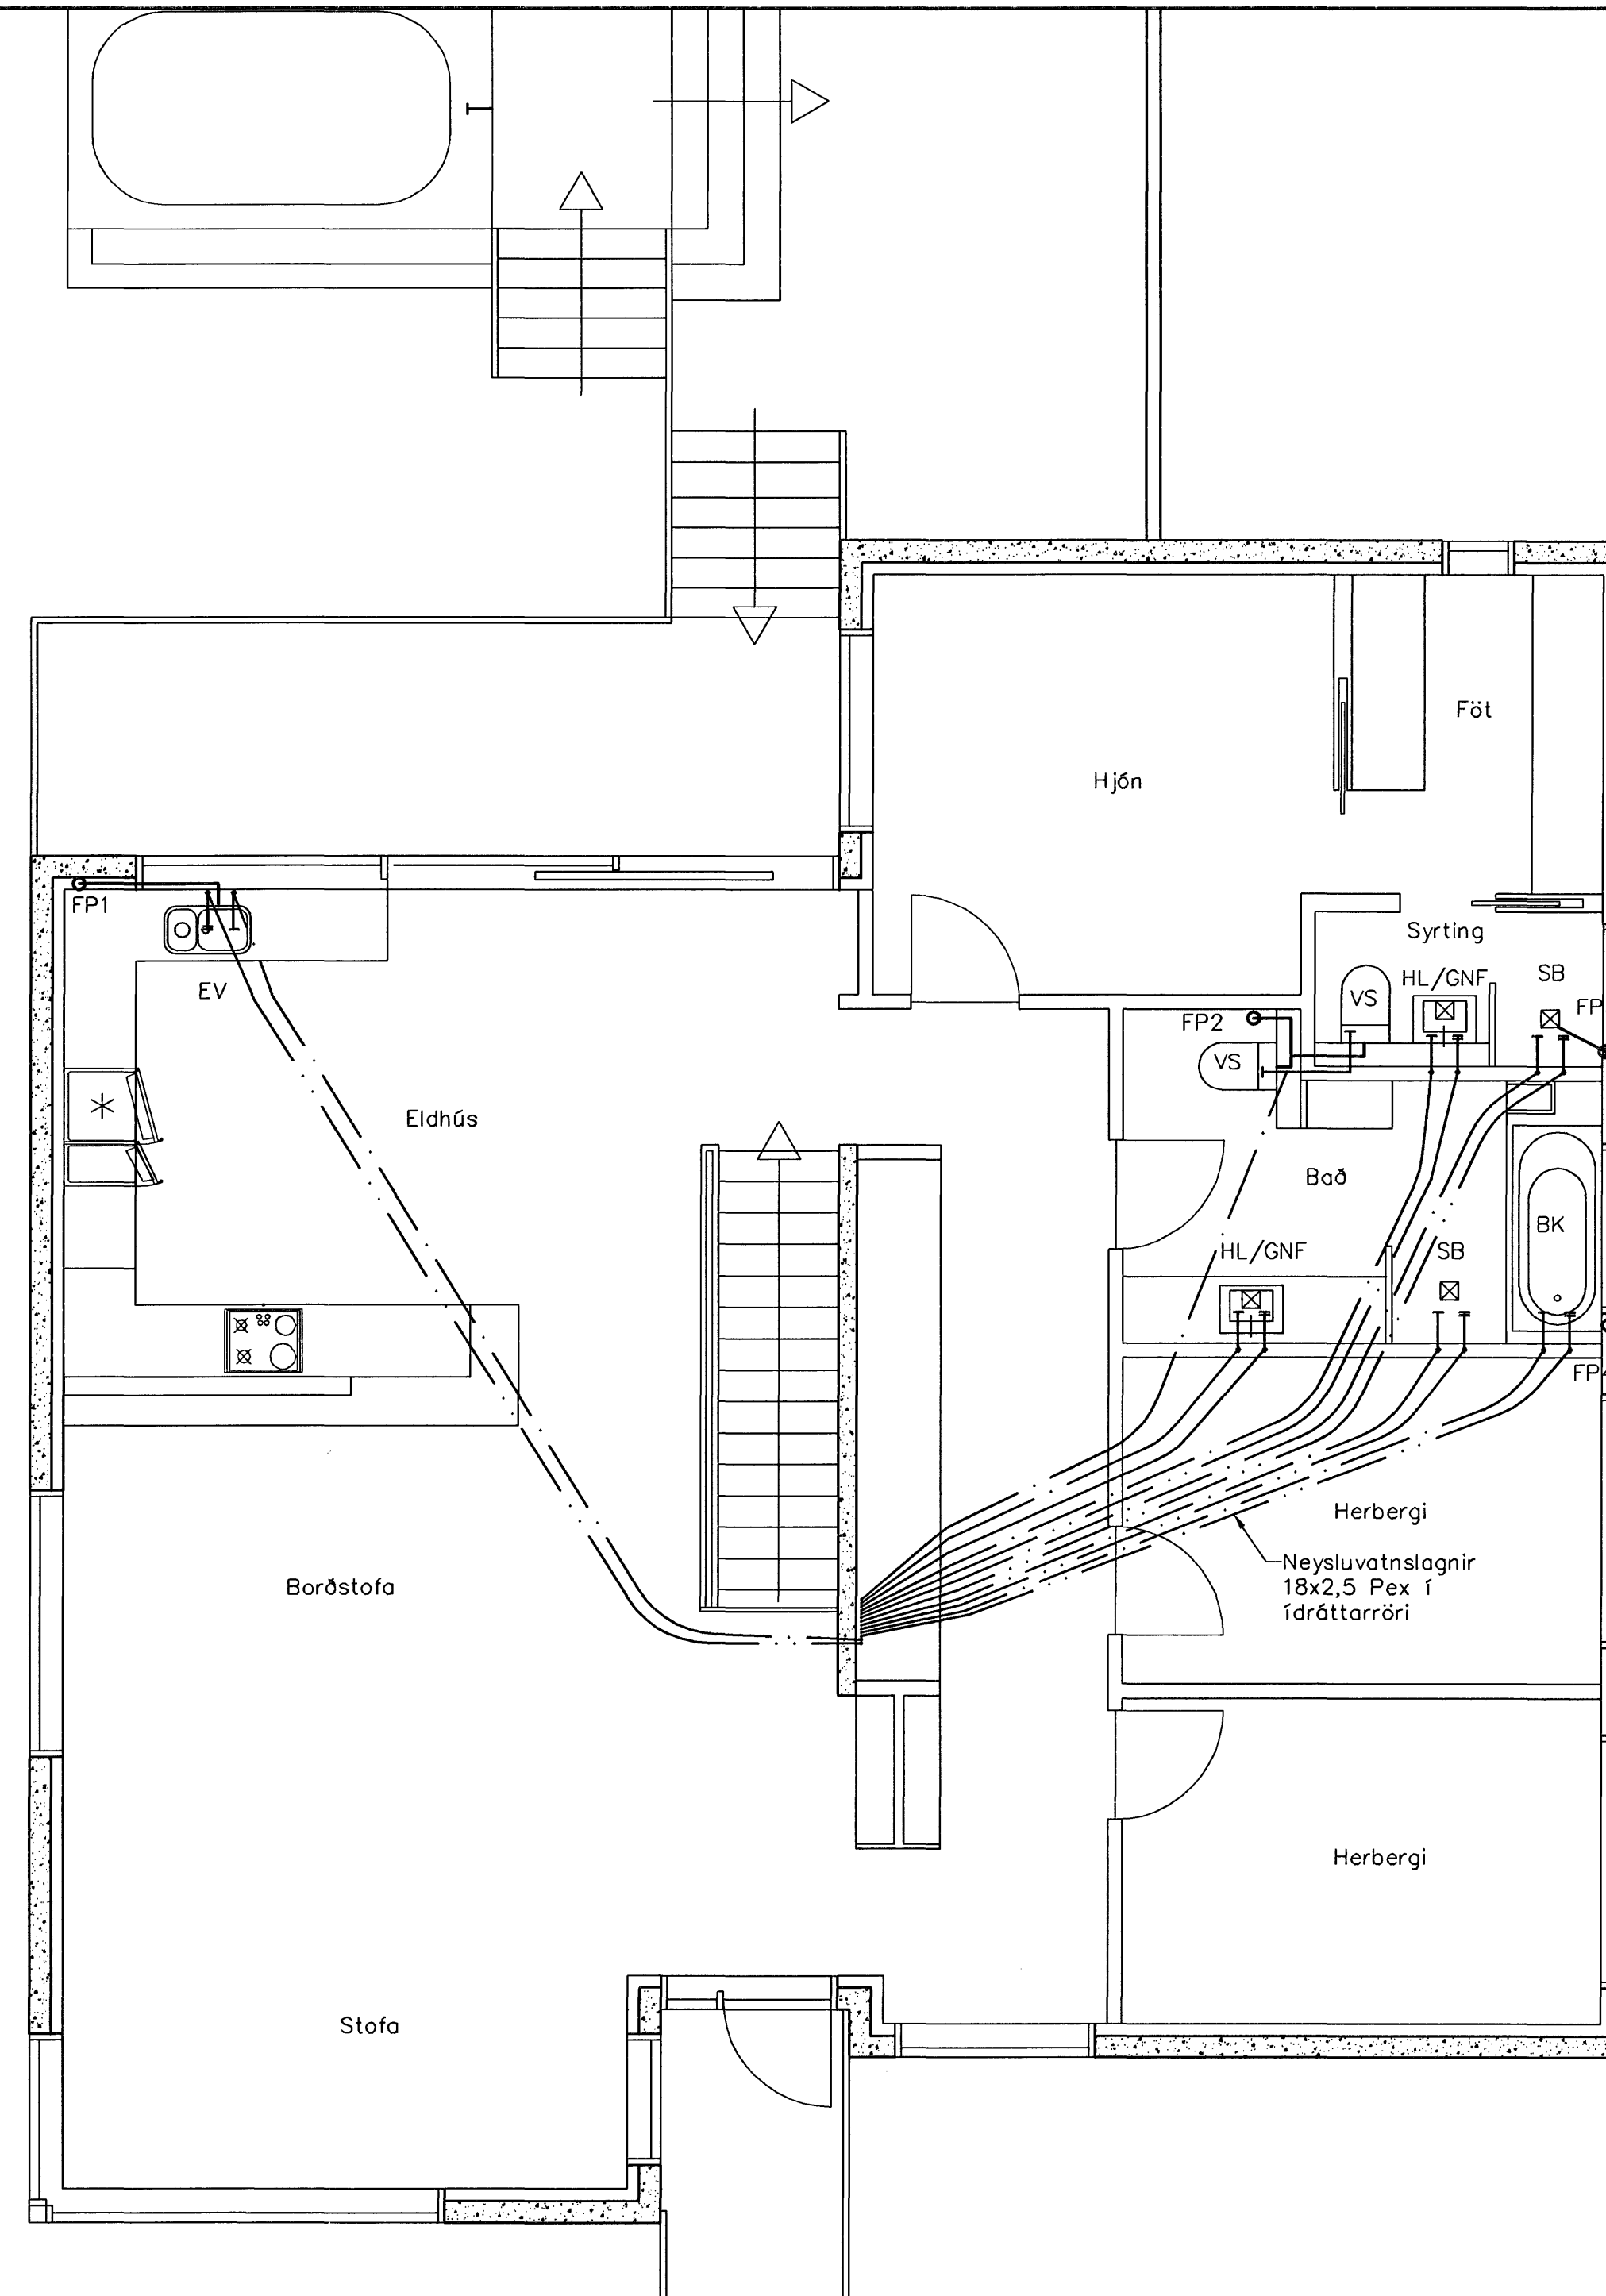 Föt
Hjón
FP1
Syrting
EV
HL/GNF
SB
VS
FP
FP2
VS
Eldhús
Bað
BK
HL/GNF
SB
Herbergi
Neysluvatnslagnir
18x2,5 Pex í
ídráttarröri
Borðstofa
Herbergi
Stofa